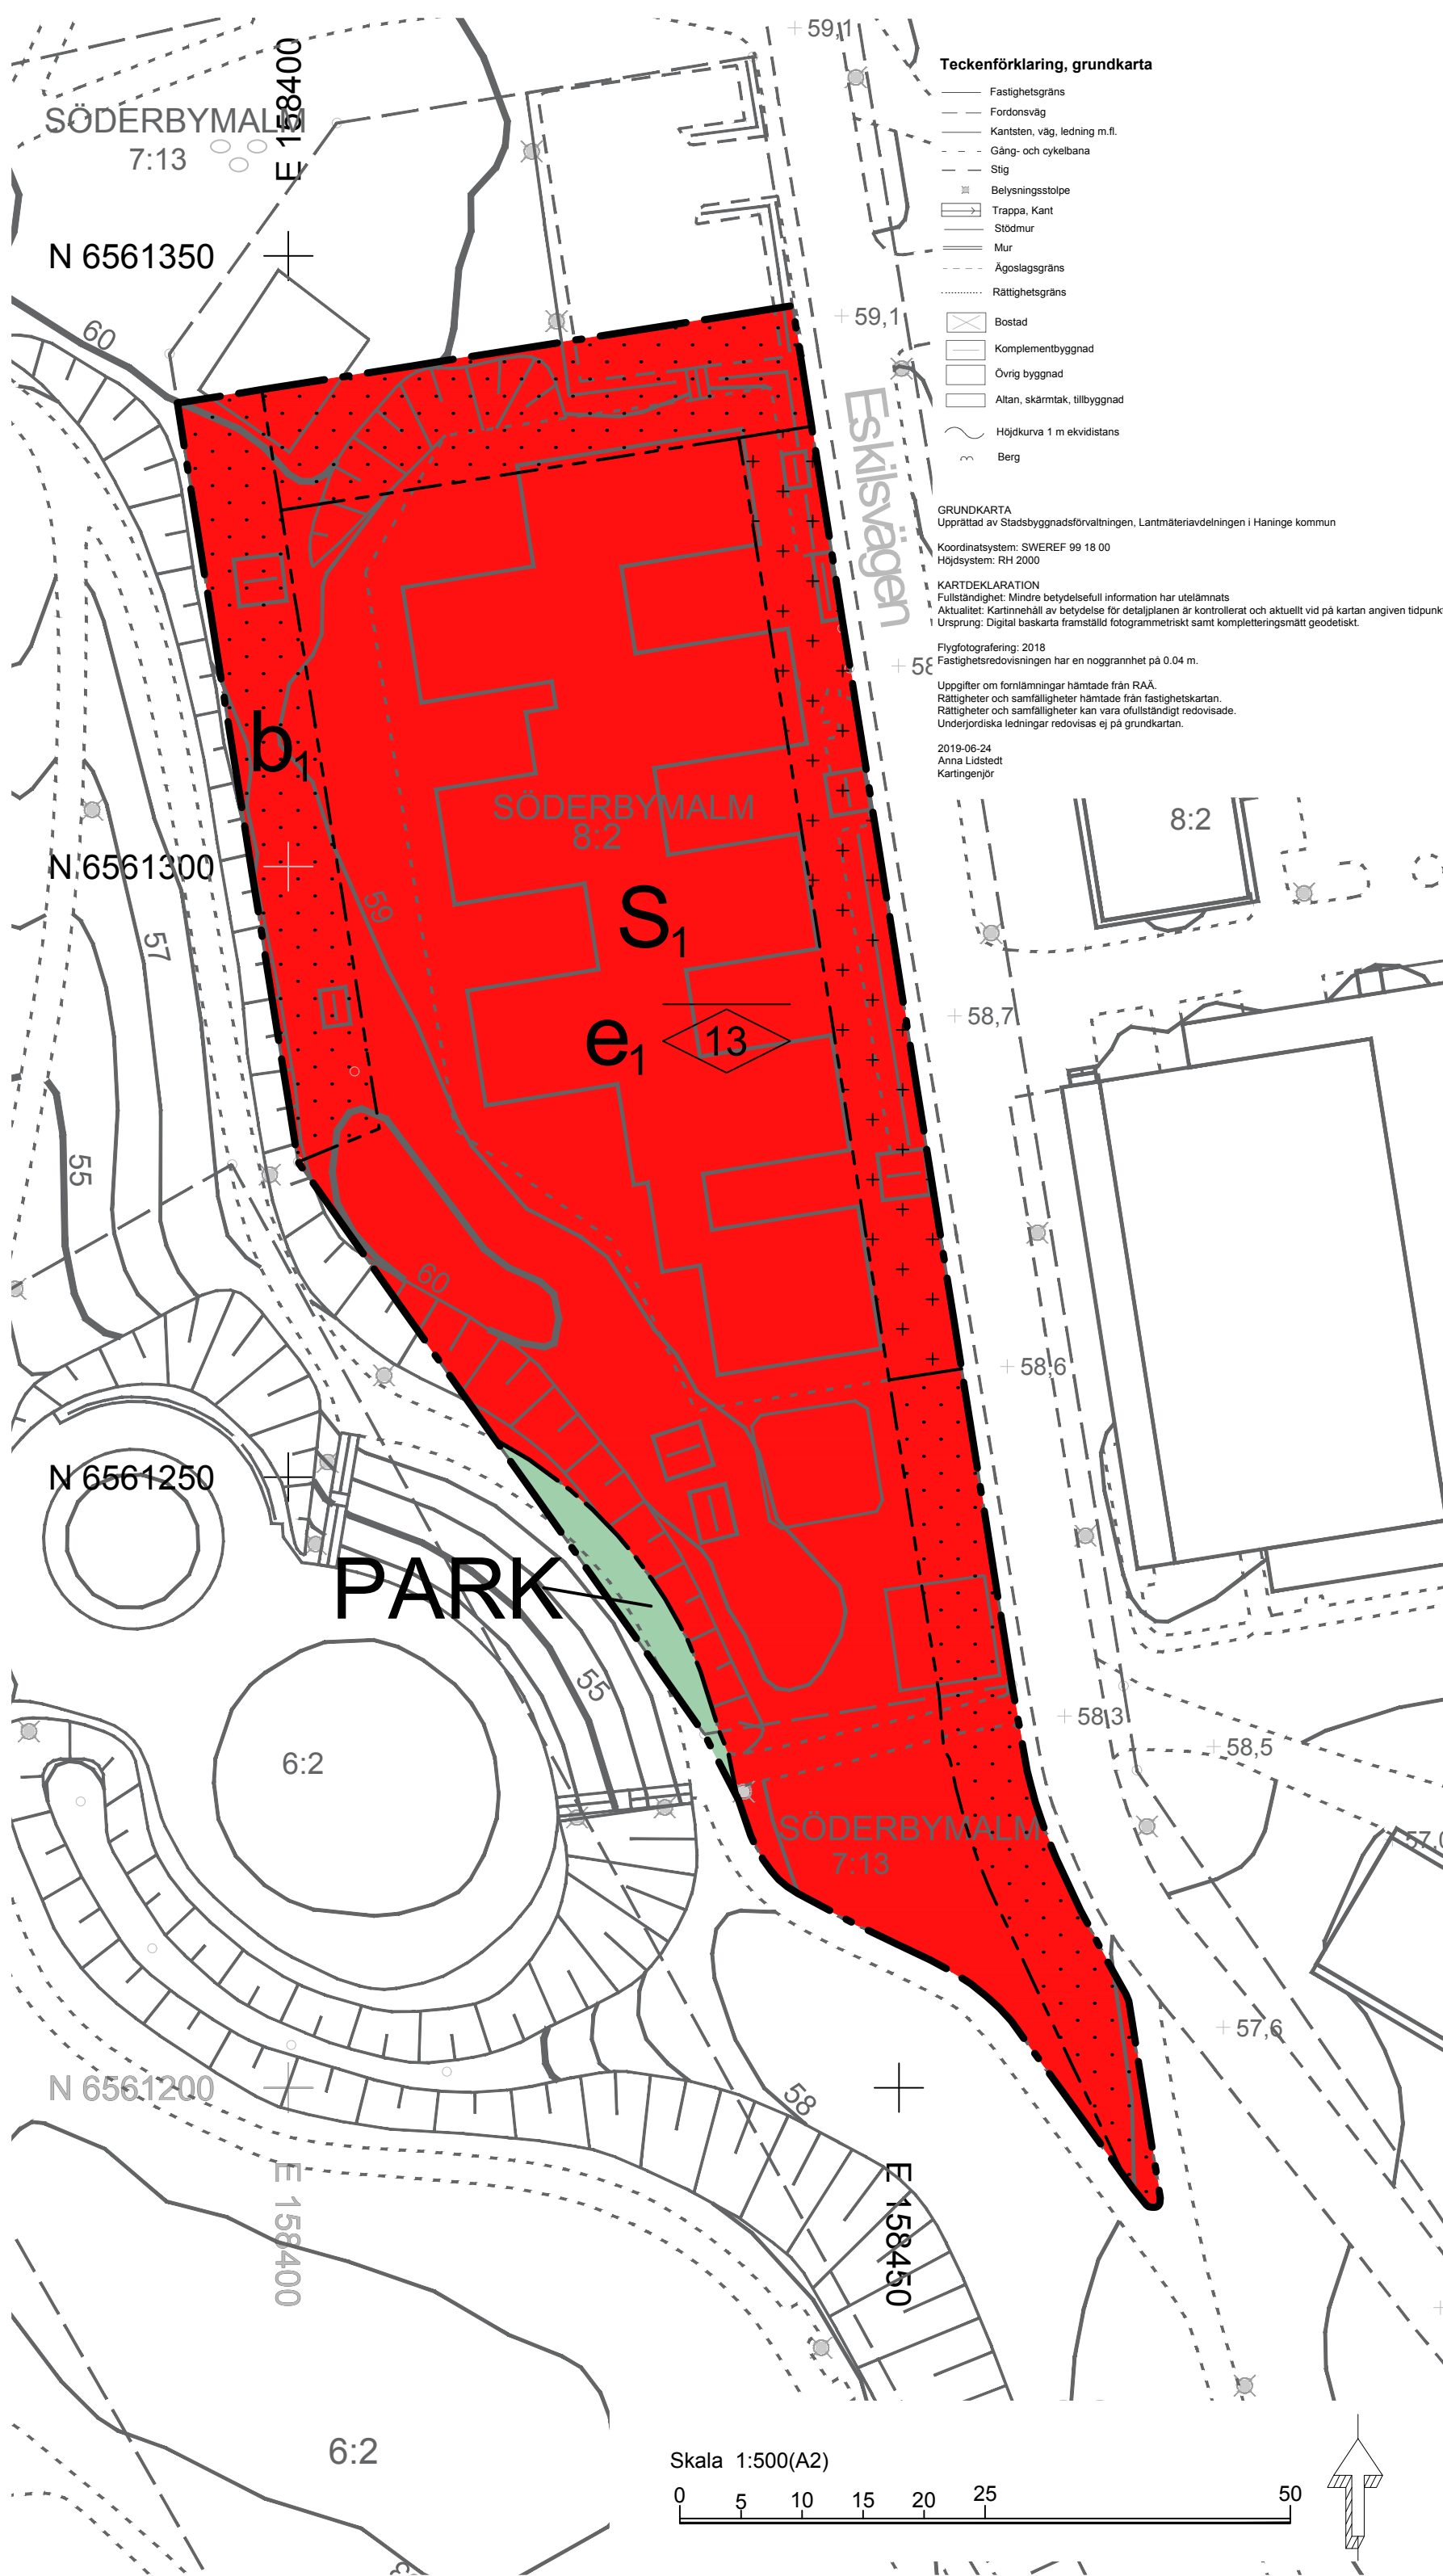 59,1
E 158400
SÖDERBYMALM
7:13
N 6561350
60
59,1
Teckenförklaring, grundkarta
Fastighetsgräns
Fordonsväg
Kantsten, väg, ledning m.fl.
Gång- och cykelbana
Stig
Belysningsstolpe
Trappa, Kant
Stödmur
Mur
Ägoslagsgräns
Rättighetsgräns
Bostad
Komplementbyggnad
Övrig byggnad
Altan, skärmtak, tillbyggnad
Höjdkurva 1 m ekvidistans
Berg
Eskilsvägen
GRUNDKARTA
Upprättad av Stadsbyggnadsförvaltningen, Lantmäteriavdelningen i Haninge kommun
Koordinatsystem: SWEREF 99 18 00
Höjdsystem: RH 2000
KARTDEKLARATION
Fullständighet: Mindre betydelsefull information har utelämnats
Aktualitet: Kartinnehåll av betydelse för detaljplanen är kontrollerat och aktuellt vid på kartan angiven tidpunk
Ursprung: Digital baskarta framställd fotogrammetriskt samt kompletteringsmätt geodetiskt.
58
Flygfotografering: 2018
Fastighetsredovisningen har en noggrannhet på 0.04 m.
Uppgifter om fornlämningar hämtade från RAÄ.
Rättigheter och samfälligheter hämtade från fastighetskartan.
Rättigheter och samfälligheter kan vara ofullständigt redovisade.
Underjordiska ledningar redovisas ej på grundkartan.
2019-06-24
Anna Lidstedt
Kartingenjör
b1
SÖDERBYMALM
8:2
8:2
N 6561300
59
57
S1
e1
13
58,7
55
60
58,6
N 6561250
PARK
55
58,3
58,5
6:2
SÖDERBYMALM
7:13
57,0
57,6
N 6561200
58
E 158400
E 158450
6:2
Skala 1:500(A2)
0 5 10 15 20 25 50